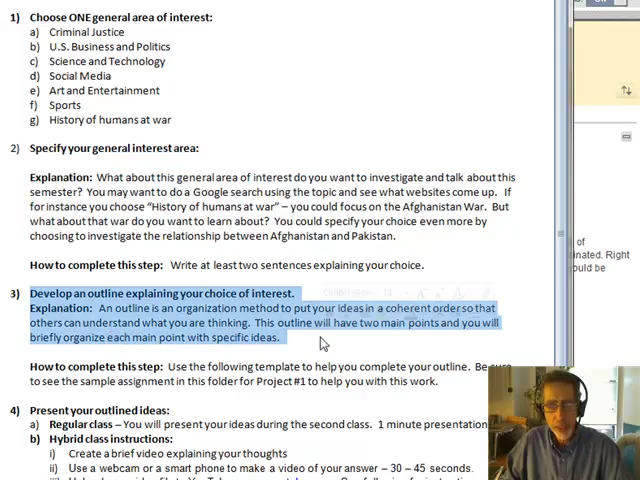 ON
1) Choose ONE general area of interest:
a) Criminal Justice
b) U.S. Business and Politics
c) Science and Technology
d) Social Media
e) Art and Entertainment
f) Sports
g) History of humans at war
2) Specify your general interest area:
Explanation: What about this general area of interest do you want to investigate and talk about this
semester? You may want to do a Google search using the topic and see what websites come up. If
for instance you choose "History of humans at war" – you could focus on the Afghanistan War. But
what about that war do you want to learn about? You could specify your choice even more by
choosing to investigate the relationship between Afghanistan and Pakistan.
of
inated. Right
ould be
How to complete this step: Write at least two sentences explaining your choice.
3) Develop an outline explaining your choice of interest.
Explanation: An outline is an organization method to put your ideas in a coherent order so that
others can understand what you are thinking. This outline will have two main points and you will
briefly organize each main point with specific ideas.
How to complete this step: Use the following template to help you complete your outline. Be sure
to see the sample assignment in this folder for Project #1 to help you with this work.
4) Present your outlined ideas:
a) Regular class – You will present your ideas during the second class. 1 minute presentation
b) Hybrid class instructions:
i) Create a brief video explaining your thoughts
ii) Use a webcam or a smart phone to make a video of your answer – 30 – 45 seconds.